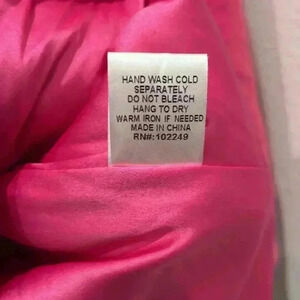 HAND WASH COLD
SEPARATELY
DO NOT BLEACH
HANG TO DRY
WARM IRON IF NEEDED
MADE IN CHINA
RN#:102249